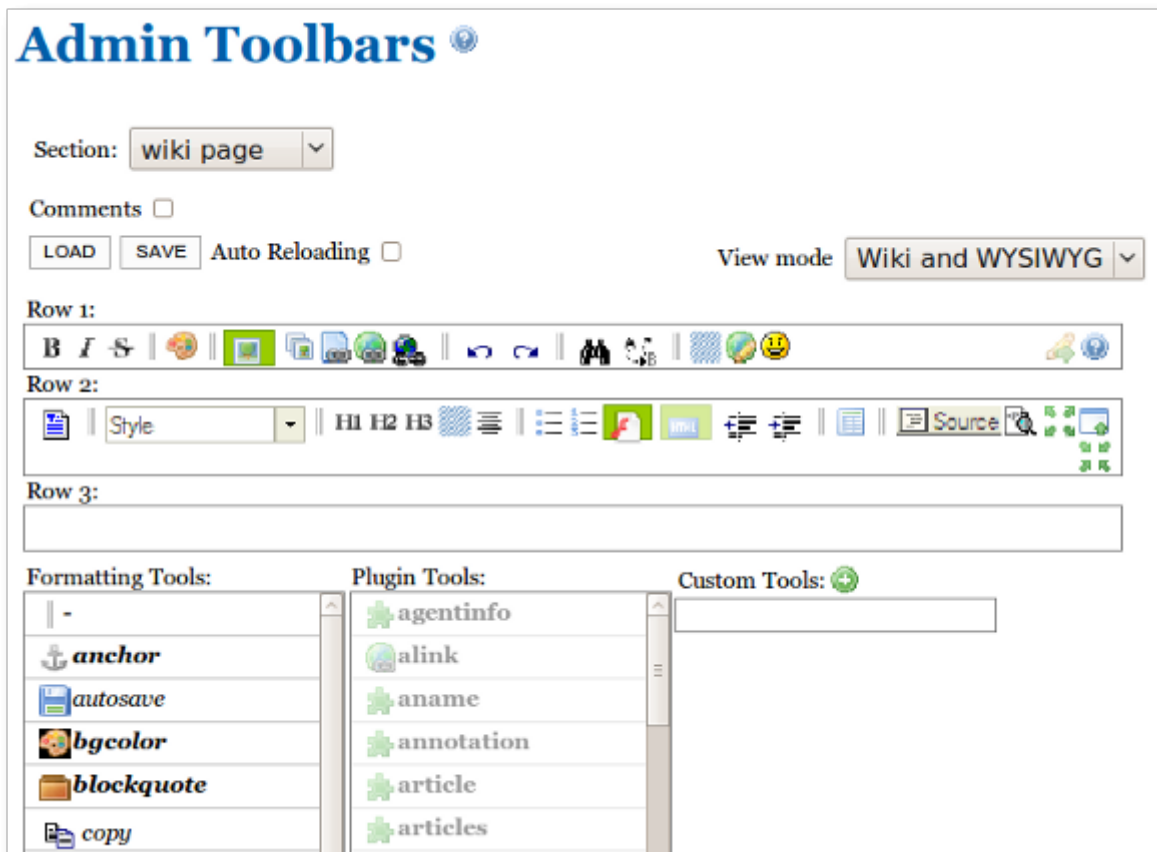 Admin Toolbars
Section: wiki page
Comments
LOAD SAVE Auto Reloading View mode Wiki and WYSIWYG
Row 1:
B I S
Row 2:
Style H1 H2 H3 Source
Row 3:
Formatting Tools: Plugin Tools: Custom Tools:
- agentinfo
anchor alink
autosave aname
bgcolor annotation
blockquote article
copy articles